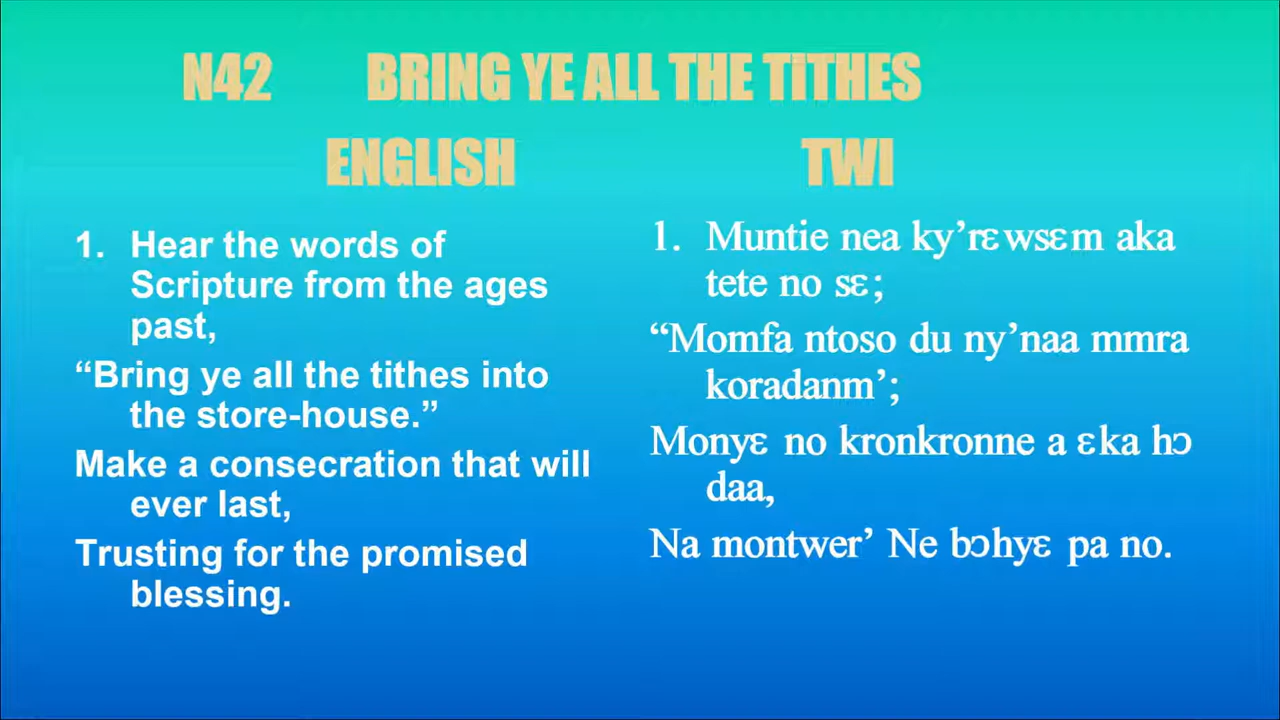 N42 BRING YE ALL THE TiTHES
ENGLISH TWI
1. Hear the words of
Scripture from the ages
past,
“Bring ye all the tithes into
the store-house.”
Make a consecration that will
ever last,
Trusting for the promised
blessing.
1. Muntie nea ky’rɛwsɛm aka
tete no sɛ;
“Momfa ntoso du ny’naa mmra
koradanm’;
Monyɛ no kronkronne a ɛka hɔ
daa,
Na montwer’ Ne bɔhyɛ pa no.